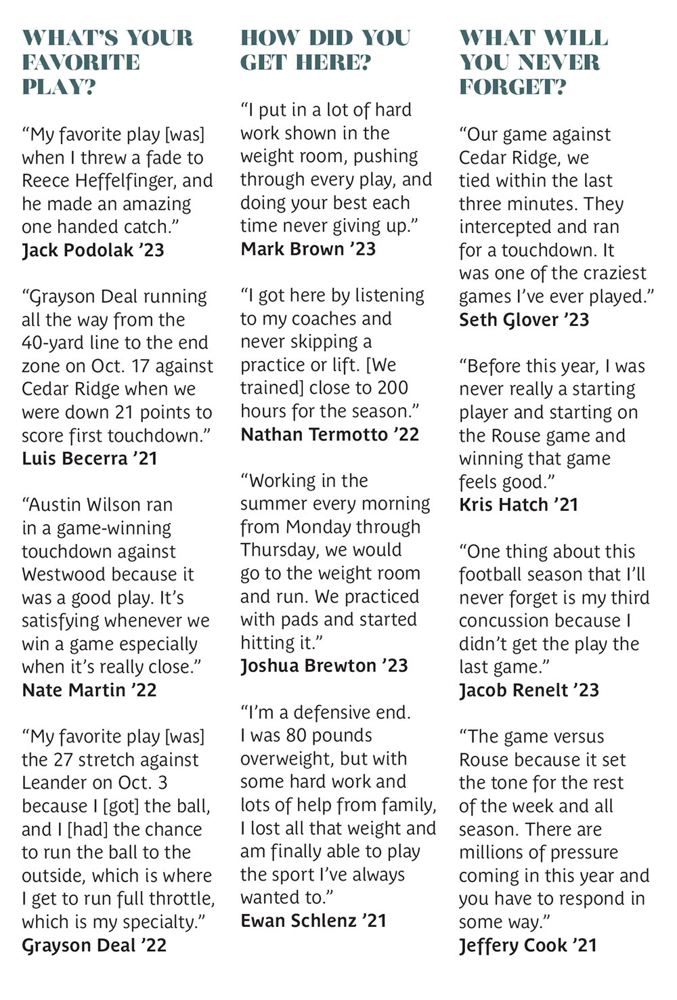 WHAT'S YOUR
FAVORITE
PLAY?
“My favorite play [was]
when I threw a fade to
Reece Heffelfinger, and
he made an amazing
one handed catch.”
Jack Podolak ’23
“Grayson Deal running
all the way from the
40-yard line to the end
zone on Oct. 17 against
Cedar Ridge when we
were down 21 points to
score first touchdown.”
Luis Becerra ’21
“Austin Wilson ran
in a game-winning
touchdown against
Westwood because it
was a good play. It’s
satisfying whenever we
win a game especially
when it’s really close.”
Nate Martin ’22
“My favorite play [was]
the 27 stretch against
Leander on Oct. 3
because I [got] the ball,
and I [had] the chance
to run the ball to the
outside, which is where
I get to run full throttle,
which is my specialty.”
Grayson Deal ’22
HOW DID YOU
GET HERE?
“I put in a lot of hard
work shown in the
weight room, pushing
through every play, and
doing your best each
time never giving up.”
Mark Brown ’23
“I got here by listening
to my coaches and
never skipping a
practice or lift. [We
trained] close to 200
hours for the season.”
Nathan Termotto ’22
“Working in the
summer every morning
from Monday through
Thursday, we would
go to the weight room
and run. We practiced
with pads and started
hitting it.”
Joshua Brewton ’23
“I’m a defensive end.
I was 80 pounds
overweight, but with
some hard work and
lots of help from family,
I lost all that weight and
am finally able to play
the sport I’ve always
wanted to.”
Ewan Schlenz ’21
WHAT WILL
YOU NEVER
FORGET?
“Our game against
Cedar Ridge, we
tied within the last
three minutes. They
intercepted and ran
for a touchdown. It
was one of the craziest
games I’ve ever played.”
Seth Glover ’23
“Before this year, I was
never really a starting
player and starting on
the Rouse game and
winning that game
feels good.”
Kris Hatch ’21
“One thing about this
football season that I’ll
never forget is my third
concussion because I
didn’t get the play the
last game.”
Jacob Renelt ’23
“The game versus
Rouse because it set
the tone for the rest
of the week and all
season. There are
millions of pressure
coming in this year and
you have to respond in
some way.”
Jeffery Cook ’21